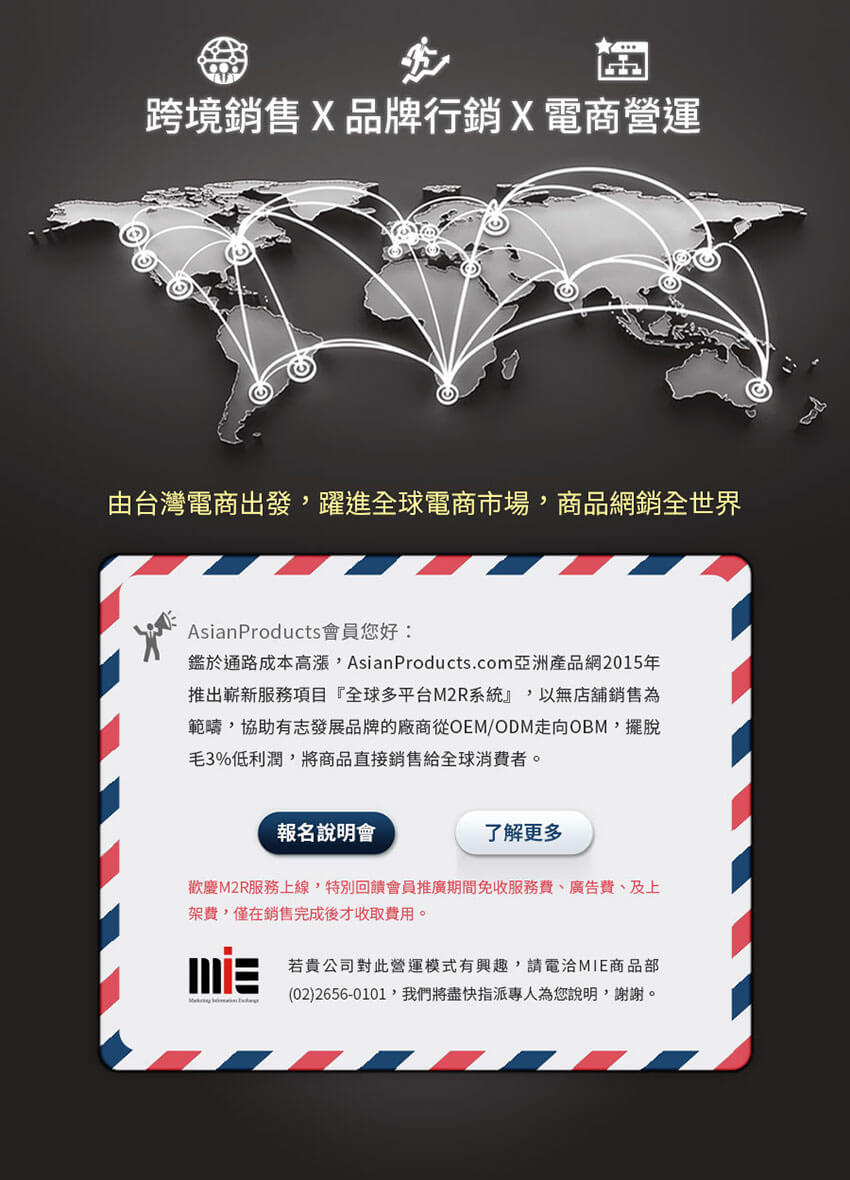 跨境銷售 X 品牌行銷 X 電商營運
由台灣電商出發，躍進全球電商市場，商品網銷全世界
AsianProducts會員您好：
鑑於通路成本高漲，AsianProducts.com亞洲產品網2015年
推出嶄新服務項目『全球多平台M2R系統』，以無店舖銷售為
範疇，協助有志發展品牌的廠商從OEM/ODM走向OBM，擺脫
毛3%低利潤，將商品直接銷售給全球消費者。
報名說明會
了解更多
歡慶M2R服務上線，特別回饋會員推廣期間免收服務費、廣告費、及上
架費，僅在銷售完成後才收取費用。
mie
Marketing Information Exchange
若貴公司對此營運模式有興趣，請電洽MIE商品部
(02)2656-0101，我們將盡快指派專人為您說明，謝謝。